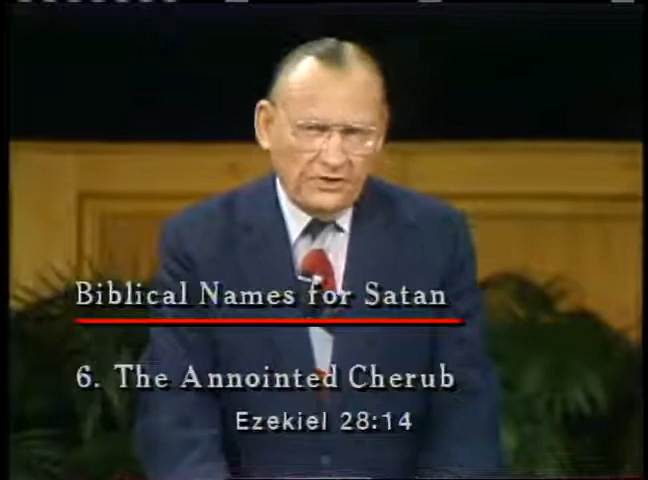 Biblical Names for Satan
6. The Annointed Cherub
Ezekiel 28:14